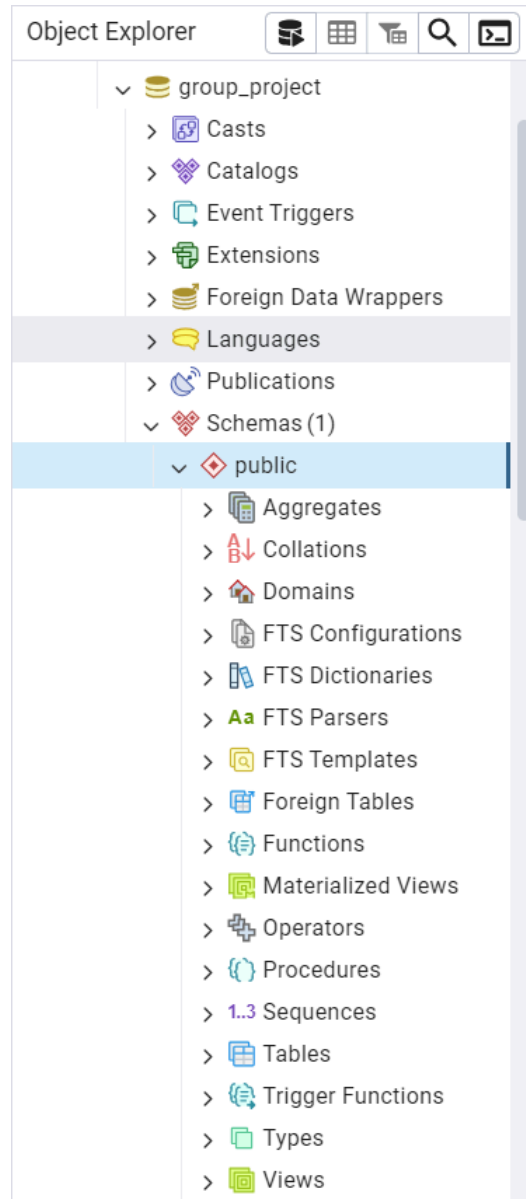 Object Explorer
group_project
Casts
Catalogs
Event Triggers
Extensions
Foreign Data Wrappers
Languages
Publications
Schemas (1)
public
Aggregates
Collations
Domains
FTS Configurations
FTS Dictionaries
Aa FTS Parsers
FTS Templates
Foreign Tables
Functions
Materialized Views
Operators
Procedures
1..3 Sequences
Tables
Trigger Functions
Types
Views